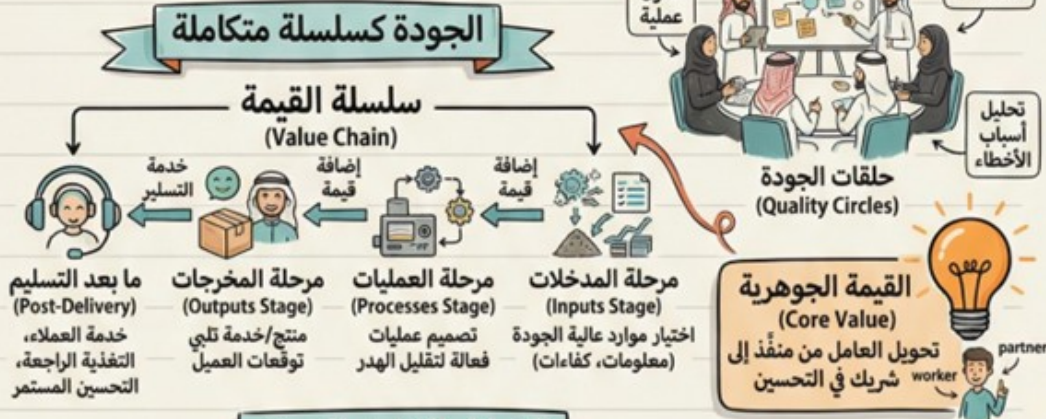 الجودة كسلسلة متكاملة
سلسلة القيمة
(Value Chain)
إضافة
قيمة
إضافة
قيمة
خدمة
التسلير
مرحلة المدخلات
(Inputs Stage)
اختيار موارد عالية الجودة
(معلومات، كفاءات)
مرحلة العمليات
(Processes Stage)
تصميم عمليات
فعالة لتقليل الهدر
مرحلة المخرجات
(Outputs Stage)
منتج/خدمة تلبي
توقعات العميل
ما بعد التسليم
(Post-Delivery)
خدمة العملاء،
التغذية الراجعة،
التحسين المستمر
عملية
تحليل
أسباب
الأخطاء
حلقات الجودة
(Quality Circles)
القيمة الجوهرية
(Core Value)
تحويل العامل من منفَّذ إلى
شريك في التحسين
worker
partner